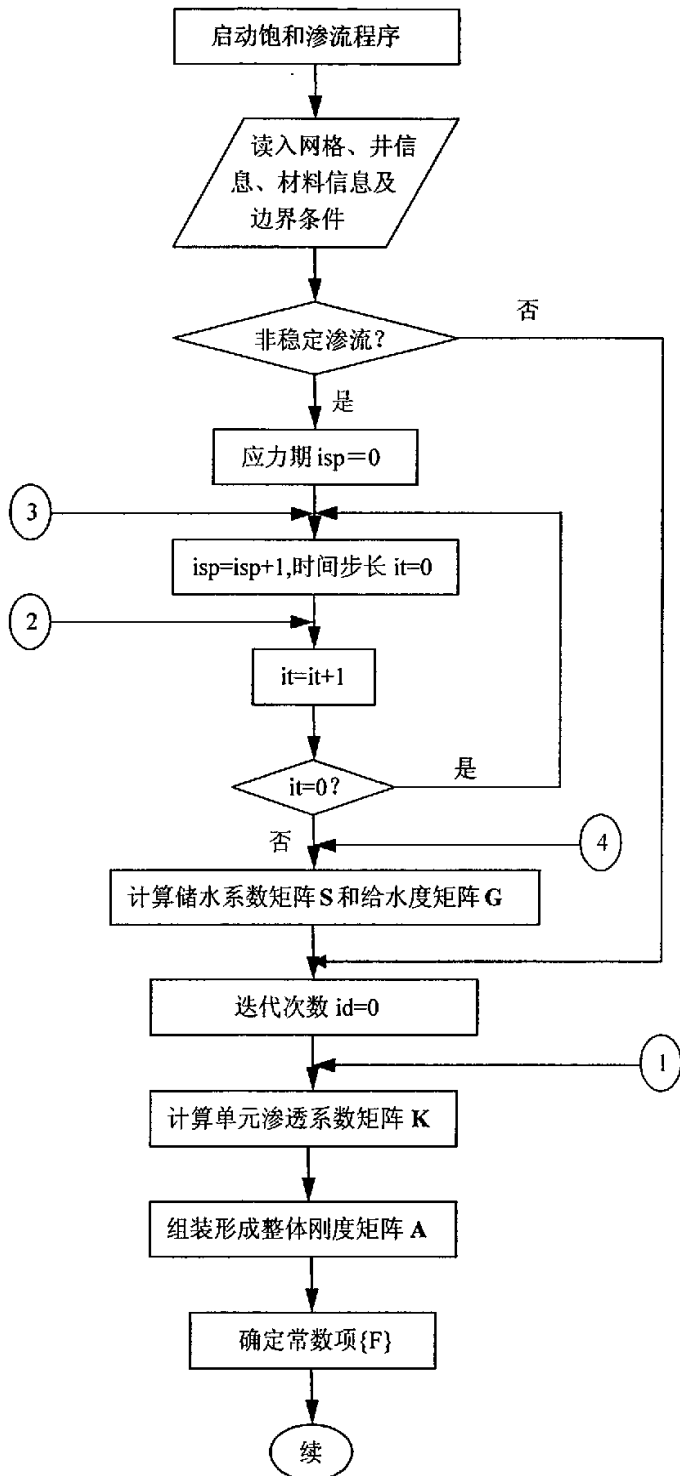 启动饱和渗流程序
读入网格、井信
息、材料信息及
边界条件
否
非稳定渗流?
是
应力期 isp=0
3
isp=isp+1,时间步长 it=0
2
it=it+1
it=0?
是
否
4
计算储水系数矩阵 S 和给水度矩阵 G
迭代次数 id=0
1
计算单元渗透系数矩阵 K
组装形成整体刚度矩阵 A
确定常数项{F}
续